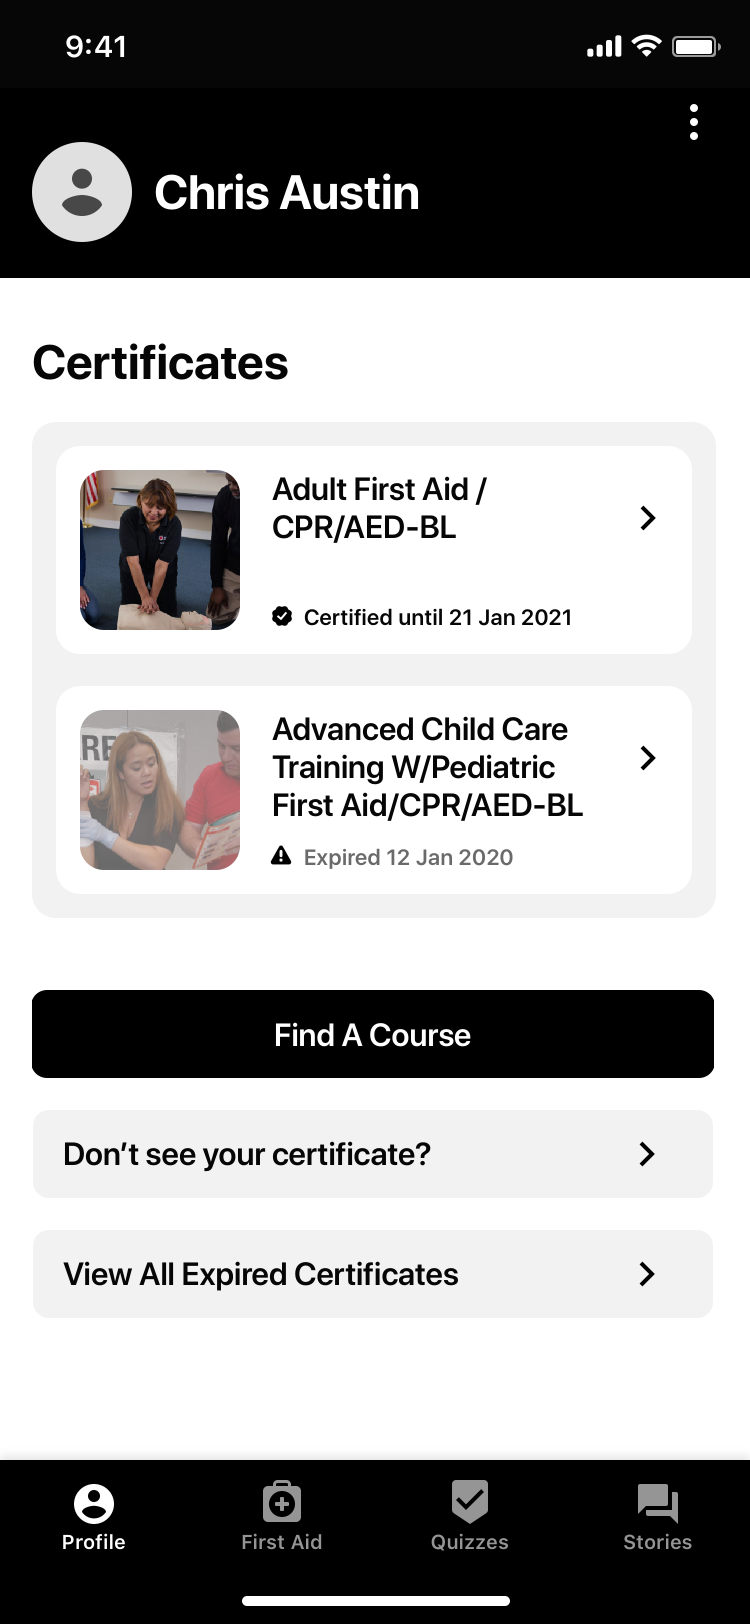 9:41
Chris Austin
Certificates
Adult First Aid /
CPR/AED-BL
Certified until 21 Jan 2021
RE
Advanced Child Care
Training W/Pediatric
First Aid/CPR/AED-BL
Expired 12 Jan 2020
Find A Course
Don’t see your certificate?
View All Expired Certificates
Profile
First Aid
Quizzes
Stories